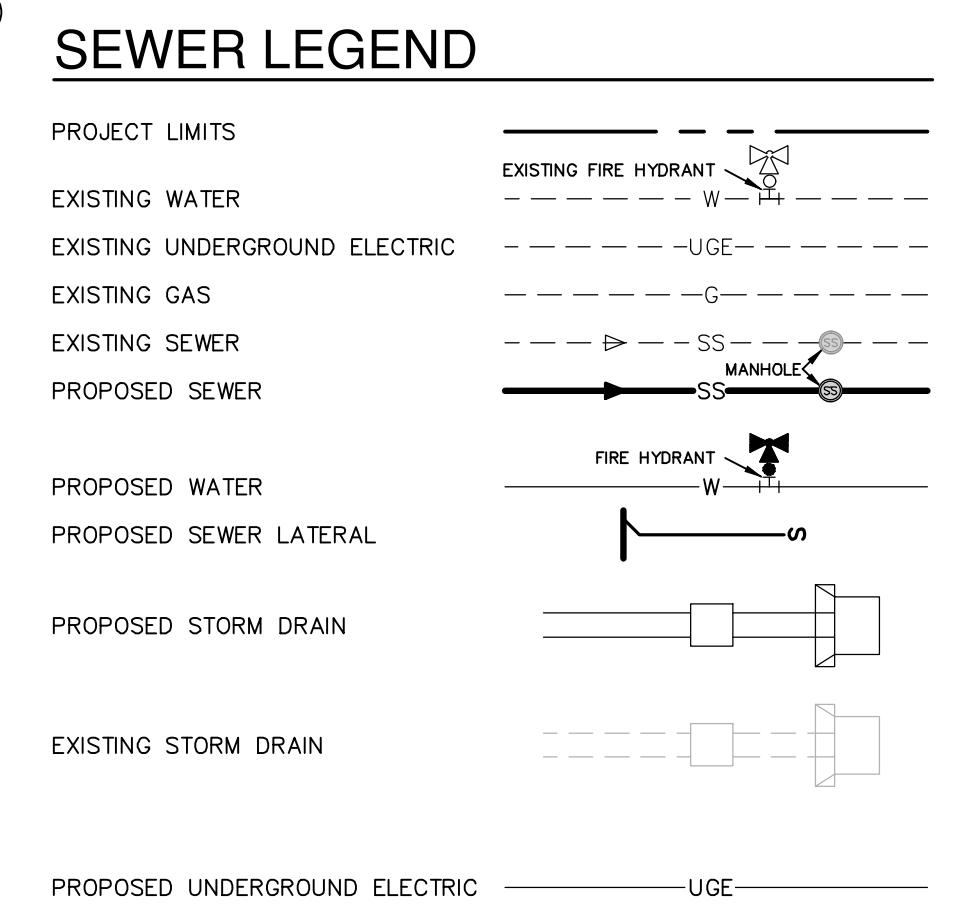 )
SEWER LEGEND
PROJECT LIMITS
EXISTING FIRE HYDRANT
EXISTING WATER W
EXISTING UNDERGROUND ELECTRIC UGE
EXISTING GAS G
EXISTING SEWER SS SS
MANHOLE
PROPOSED SEWER SS SS
FIRE HYDRANT
PROPOSED WATER W
PROPOSED SEWER LATERAL S
PROPOSED STORM DRAIN
EXISTING STORM DRAIN
PROPOSED UNDERGROUND ELECTRIC UGE